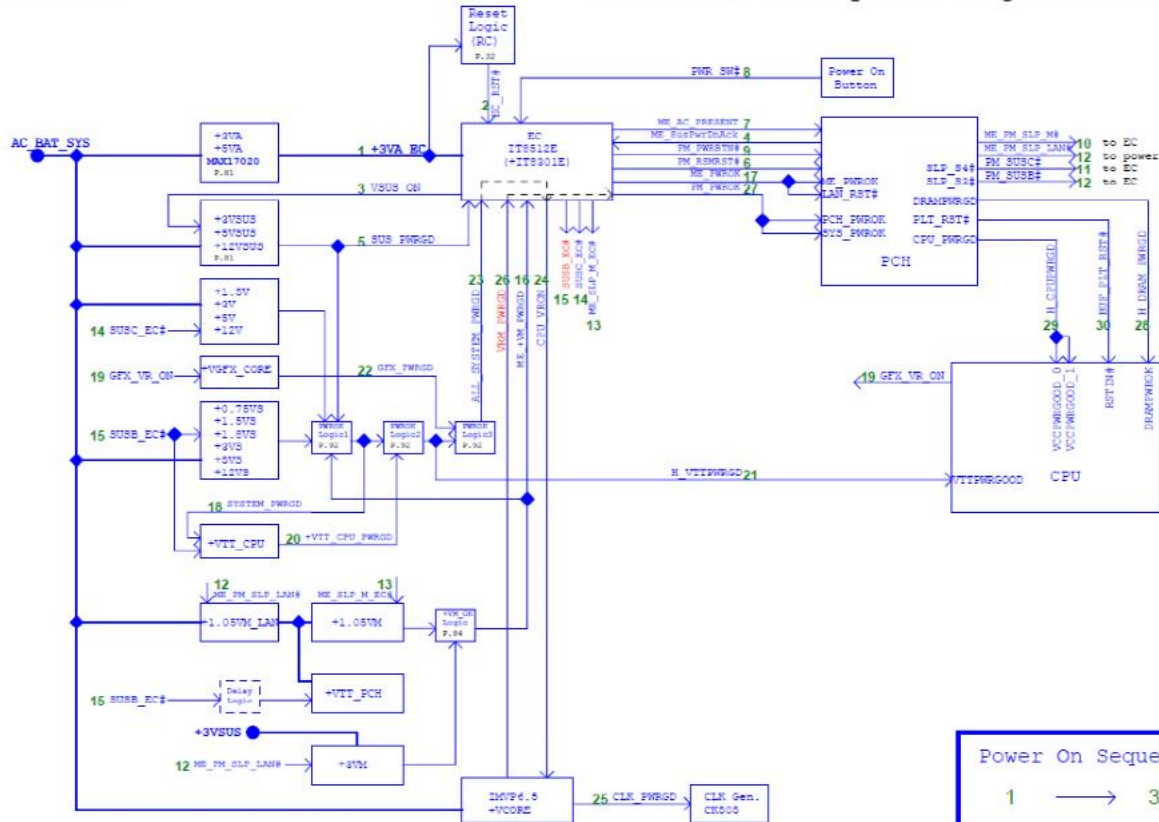 Reset
Logic
(RC)
P.32
PWR_SW# 8
Power On
Button
2
EC_RST#
AC_BAT_SYS
+3VA
+5VA
MAX17020
P.81
1 +3VA_EC
EC
IT8512E
(+IT8301E)
ME_AC_PRESENT 7
ME_SusPwrDnAck 4
PM_PWRBTN# 9
PM_RSMRST# 6
ME_PWROK 17
PM_PWROK 27
ME_PWROK
LAN_RST#
PCH_PWROK
SYS_PWROK
SLP_S4#
SLP_S3#
DRAMPWRGD
PLT_RST#
CPU_PWRGD
PCH
ME_PM_SLP_M# 10 to EC
ME_PM_SLP_LAN# 12 to power
PM_SUSC# 11 to EC
PM_SUSB# 12 to EC
3 VSUS_ON
+3VSUS
+5VSUS
+12VSUS
P.81
5 SUS_PWRGD
23
ALL_SYSTEM_PWRGD
26
VRM_PWRGD
16
ME_+VM_PWRGD
24
CPU_VRON
SUSB_EC#
15
SUSC_EC#
14
ME_SLP_M_EC#
13
H_CPUPWRGD
29
BUF_PLT_RST#
30
H_DRAM_PWRGD
28
+1.5V
+3V
+5V
+12V
14 SUSC_EC#
19 GFX_VR_ON
+VGFX_CORE
22 GFX_PWRGD
19 GFX_VR_ON
VCCPWRGOOD_0
VCCPWRGOOD_1
RSTIN#
DRAMPWROK
CPU
VTTPWRGOOD
15 SUSB_EC#
+0.75VS
+1.5VS
+1.8VS
+3VS
+5VS
+12VS
PWROK
Logic1
P.92
PWROK
Logic2
P.92
PWROK
Logic3
P.92
H_VTTPWRGD 21
18 SYSTEM_PWRGD
+VTT_CPU
20 +VTT_CPU_PWRGD
12
ME_PM_SLP_LAN#
13
ME_SLP_M_EC#
+1.05VM_LAN
+1.05VM
+VM_OK
Logic
P.84
15 SUSB_EC#
Delay
Logic
+VTT_PCH
+3VSUS
12 ME_PM_SLP_LAN#
+3VM
IMVP6.5
+VCORE
25 CLK_PWRGD
CLK Gen.
CK505
Power On Seque
1 3